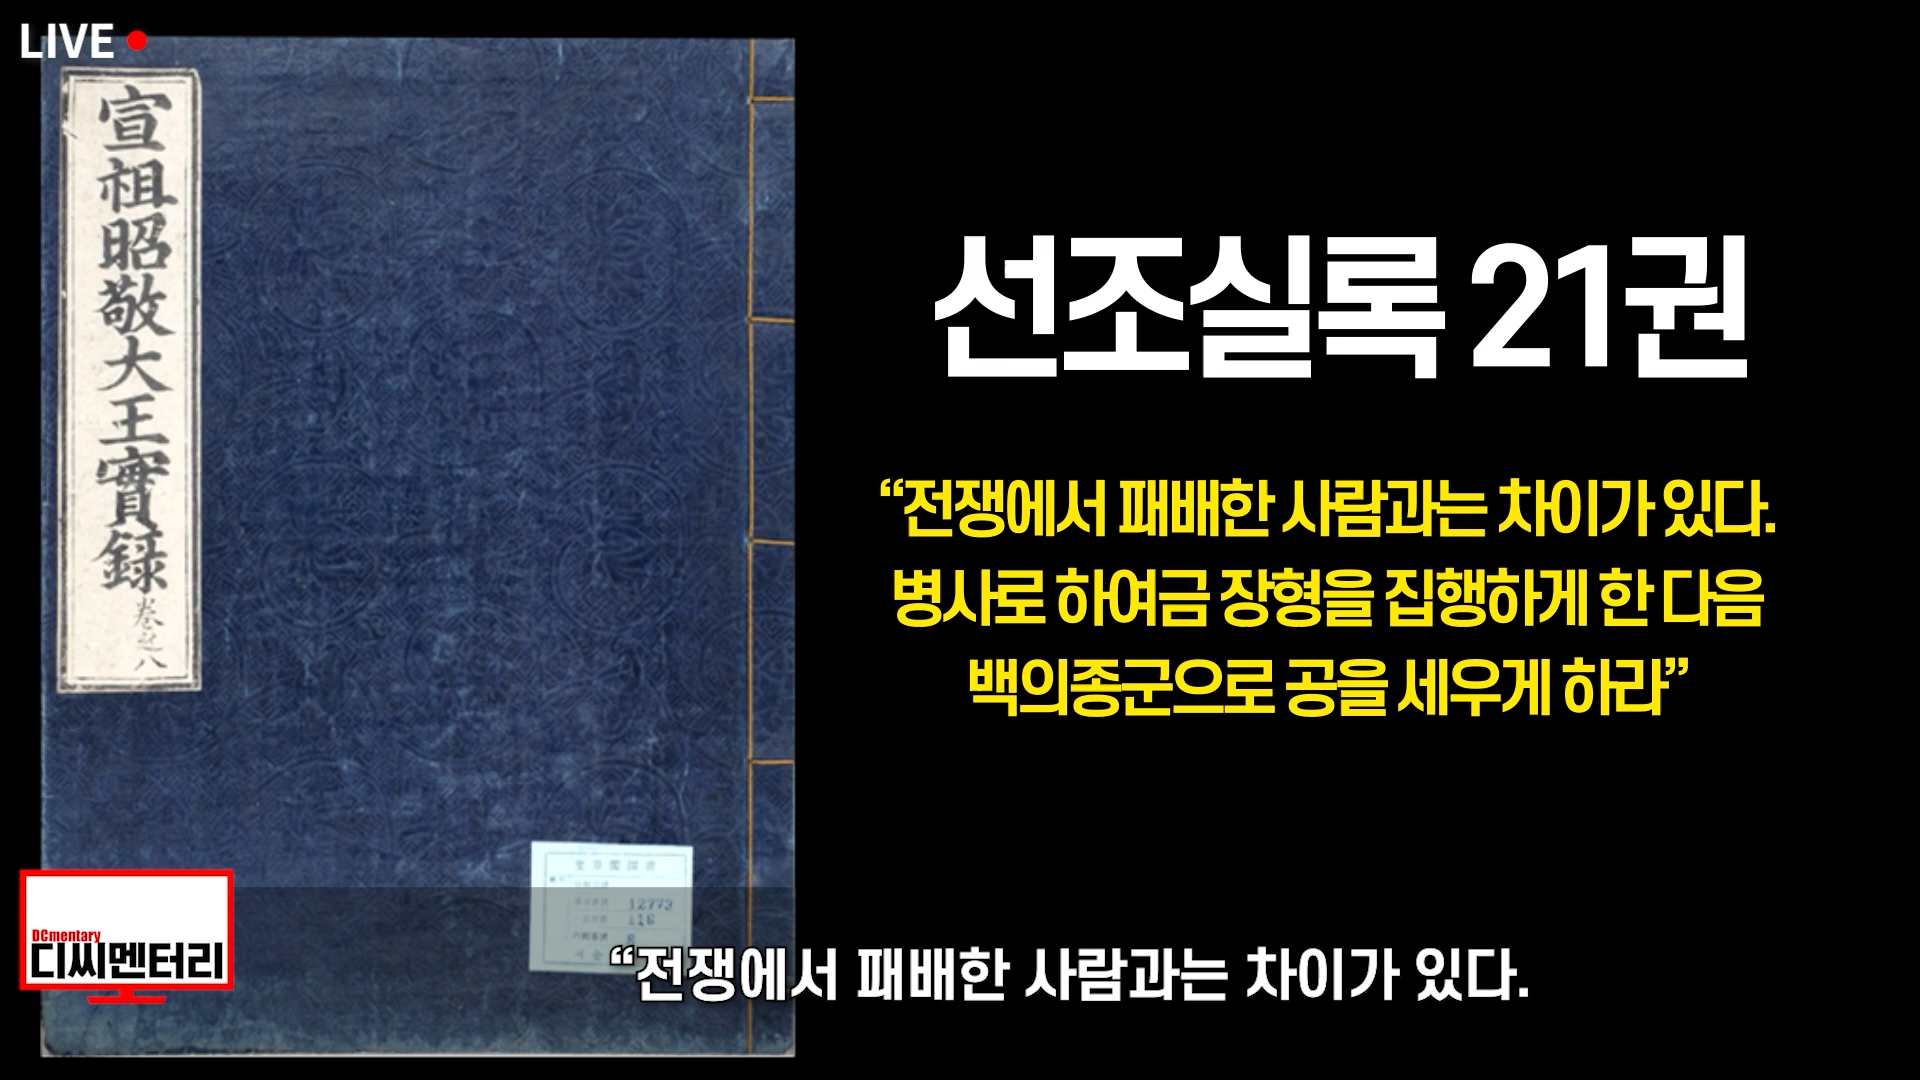 LIVE
宣祖昭敬大王實録
卷之八
선조실록 21권
“전쟁에서 패배한 사람과는 차이가 있다.
병사로 하여금 장형을 집행하게 한 다음
백의종군으로 공을 세우게 하라”
12773
116
DCmentary
디씨멘터리
“전쟁에서 패배한 사람과는 차이가 있다.